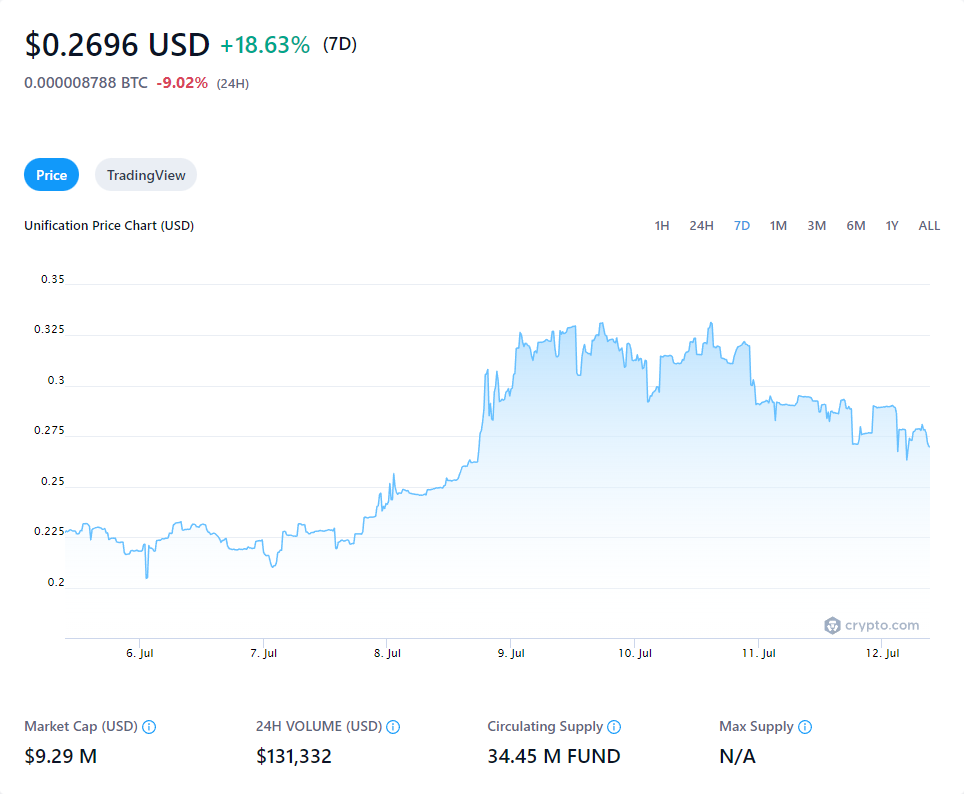 $0.2696 USD +18.63% (7D)
0.000008788 BTC -9.02% (24H)
Price TradingView
Unification Price Chart (USD) 1H 24H 7D 1M 3M 6M 1Y ALL
0.35
0.325
0.3
0.275
0.25
0.225
0.2
crypto.com
6. Jul 7. Jul 8. Jul 9. Jul 10. Jul 11. Jul 12. Jul
Market Cap (USD) 24H VOLUME (USD) Circulating Supply Max Supply
$9.29 M $131,332 34.45 M FUND N/A